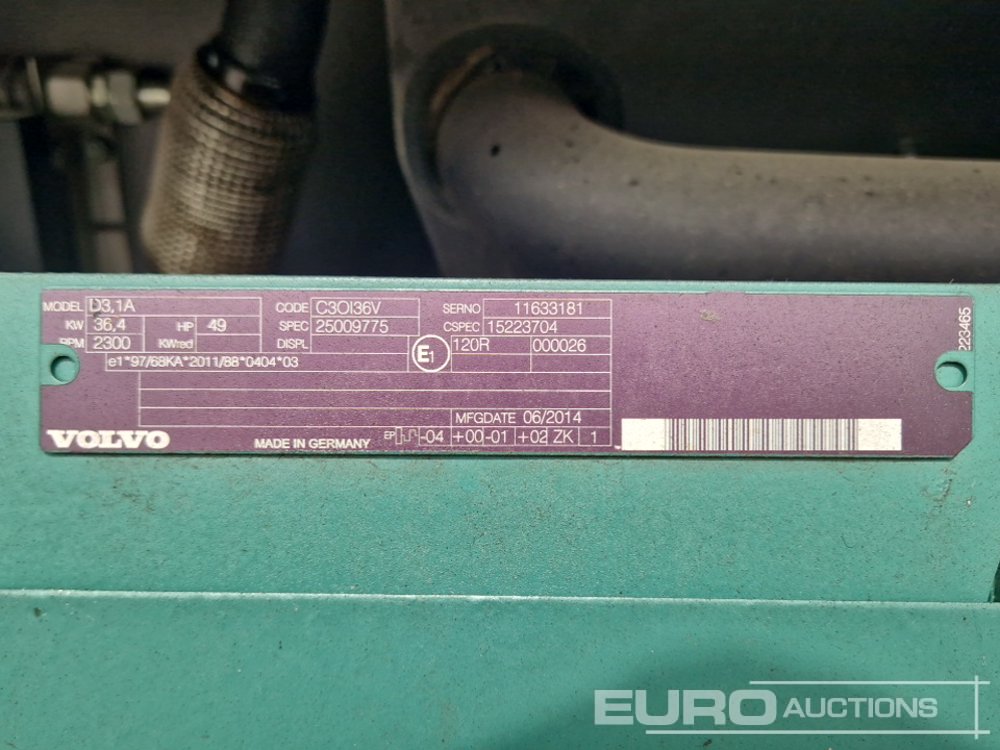 MODEL D3,1A CODE C3OI36V SERNO 11633181
KW 36,4 HP 49 SPEC 25009775 CSPEC 15223704
RPM 2300 KWred DISPL E1 120R 000026
e1*97/68KA*2011/88*0404*03
MFGDATE 06/2014
VOLVO MADE IN GERMANY EP -04 +00-01 +02 ZK 1
223465
EURO AUCTIONS